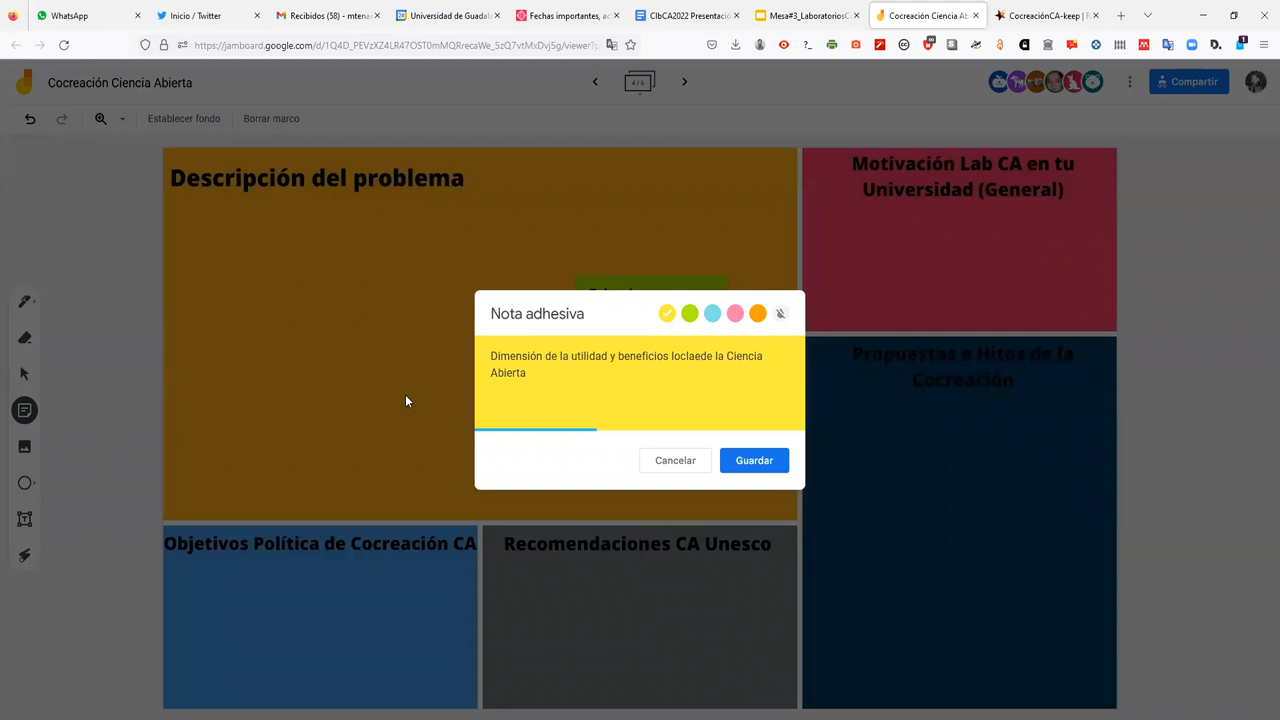 WhatsApp
Inicio / Twitter
Recibidos (58) - mtena
Universidad de Guadal
Fechas importantes, ac
CIbCA2022 Presentació
Mesa#3_LaboratoriosC
Cocreación Ciencia Ab
CocreaciónCA-keep | R
Cocreación Ciencia Abierta
4 / 5
Compartir
Establecer fondo
Borrar marco
Descripción del problema
Motivación Lab CA en tu
Universidad (General)
Nota adhesiva
Dimensión de la utilidad y beneficios loclaede la Ciencia
Abierta
Cancelar
Guardar
Propuestas e Hitos de la
Cocreación
Objetivos Política de Cocreación CA
Recomendaciones CA Unesco